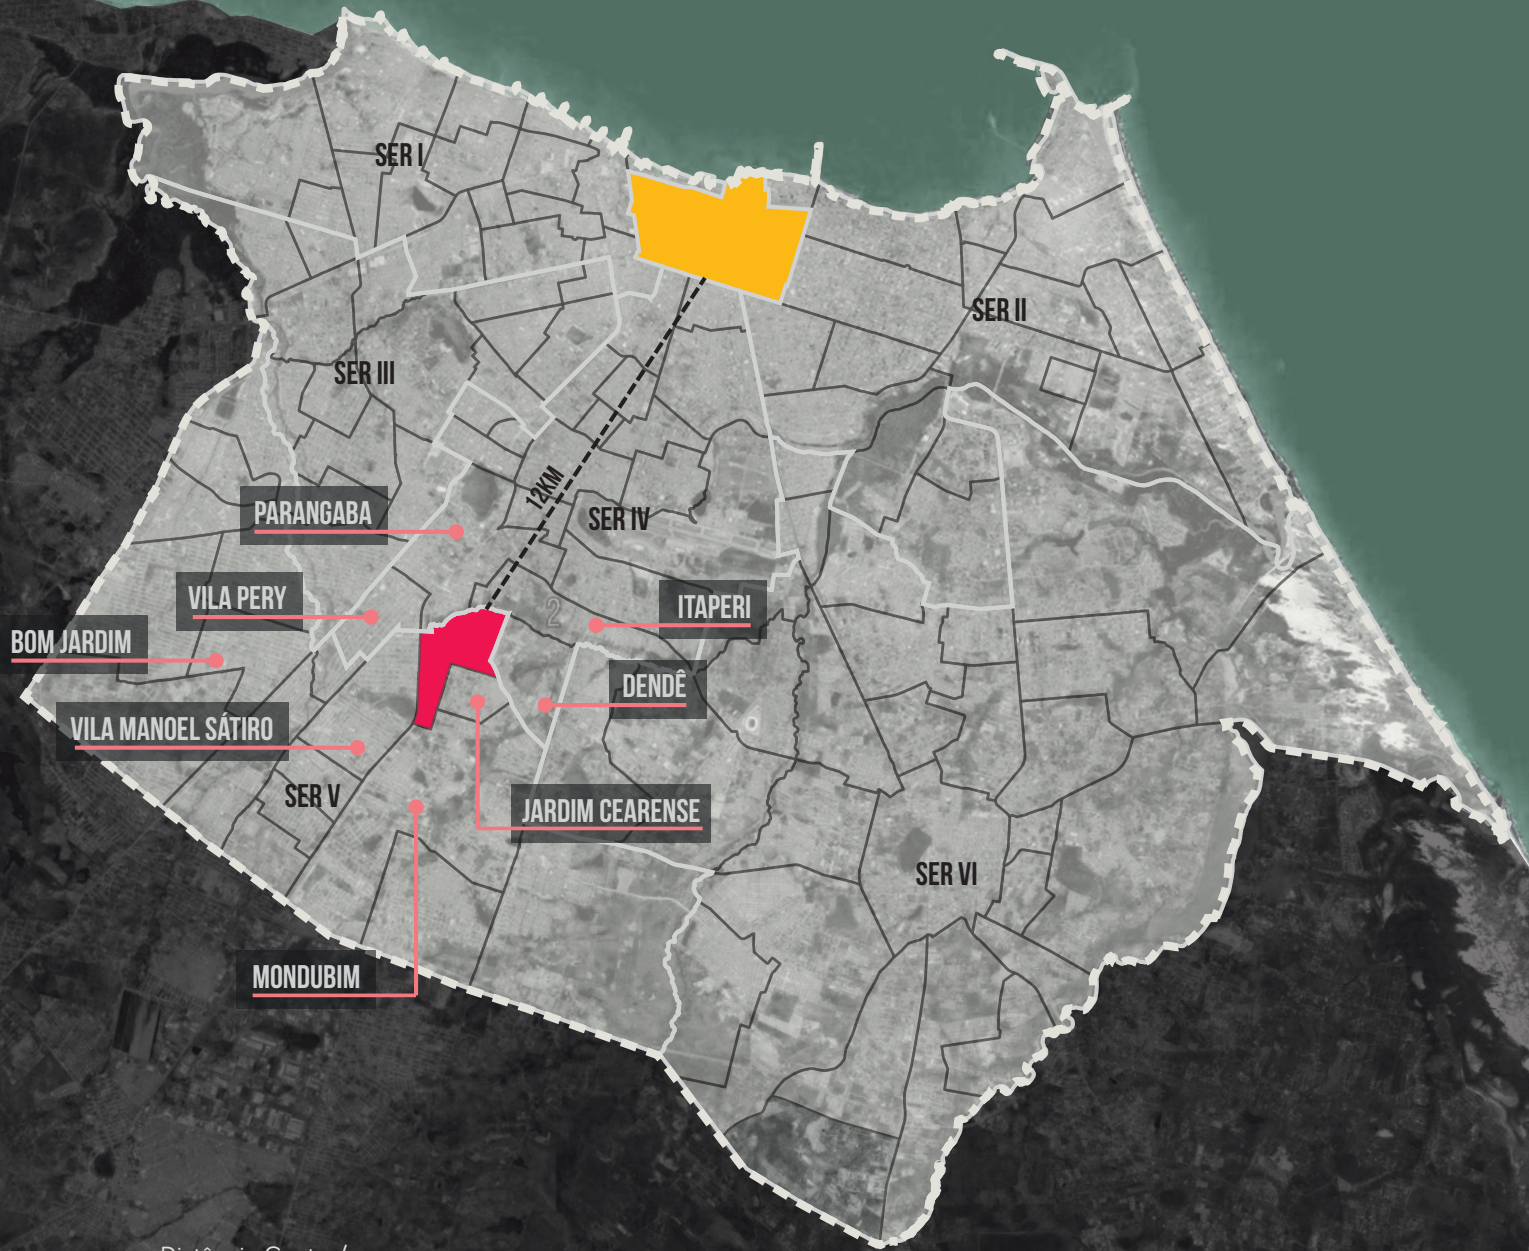 SER I
SER II
SER III
12KM
PARANGABA
SER IV
VILA PERY
ITAPERI
2
BOM JARDIM
DENDÊ
VILA MANOEL SÁTIRO
SER V
JARDIM CEARENSE
SER VI
MONDUBIM